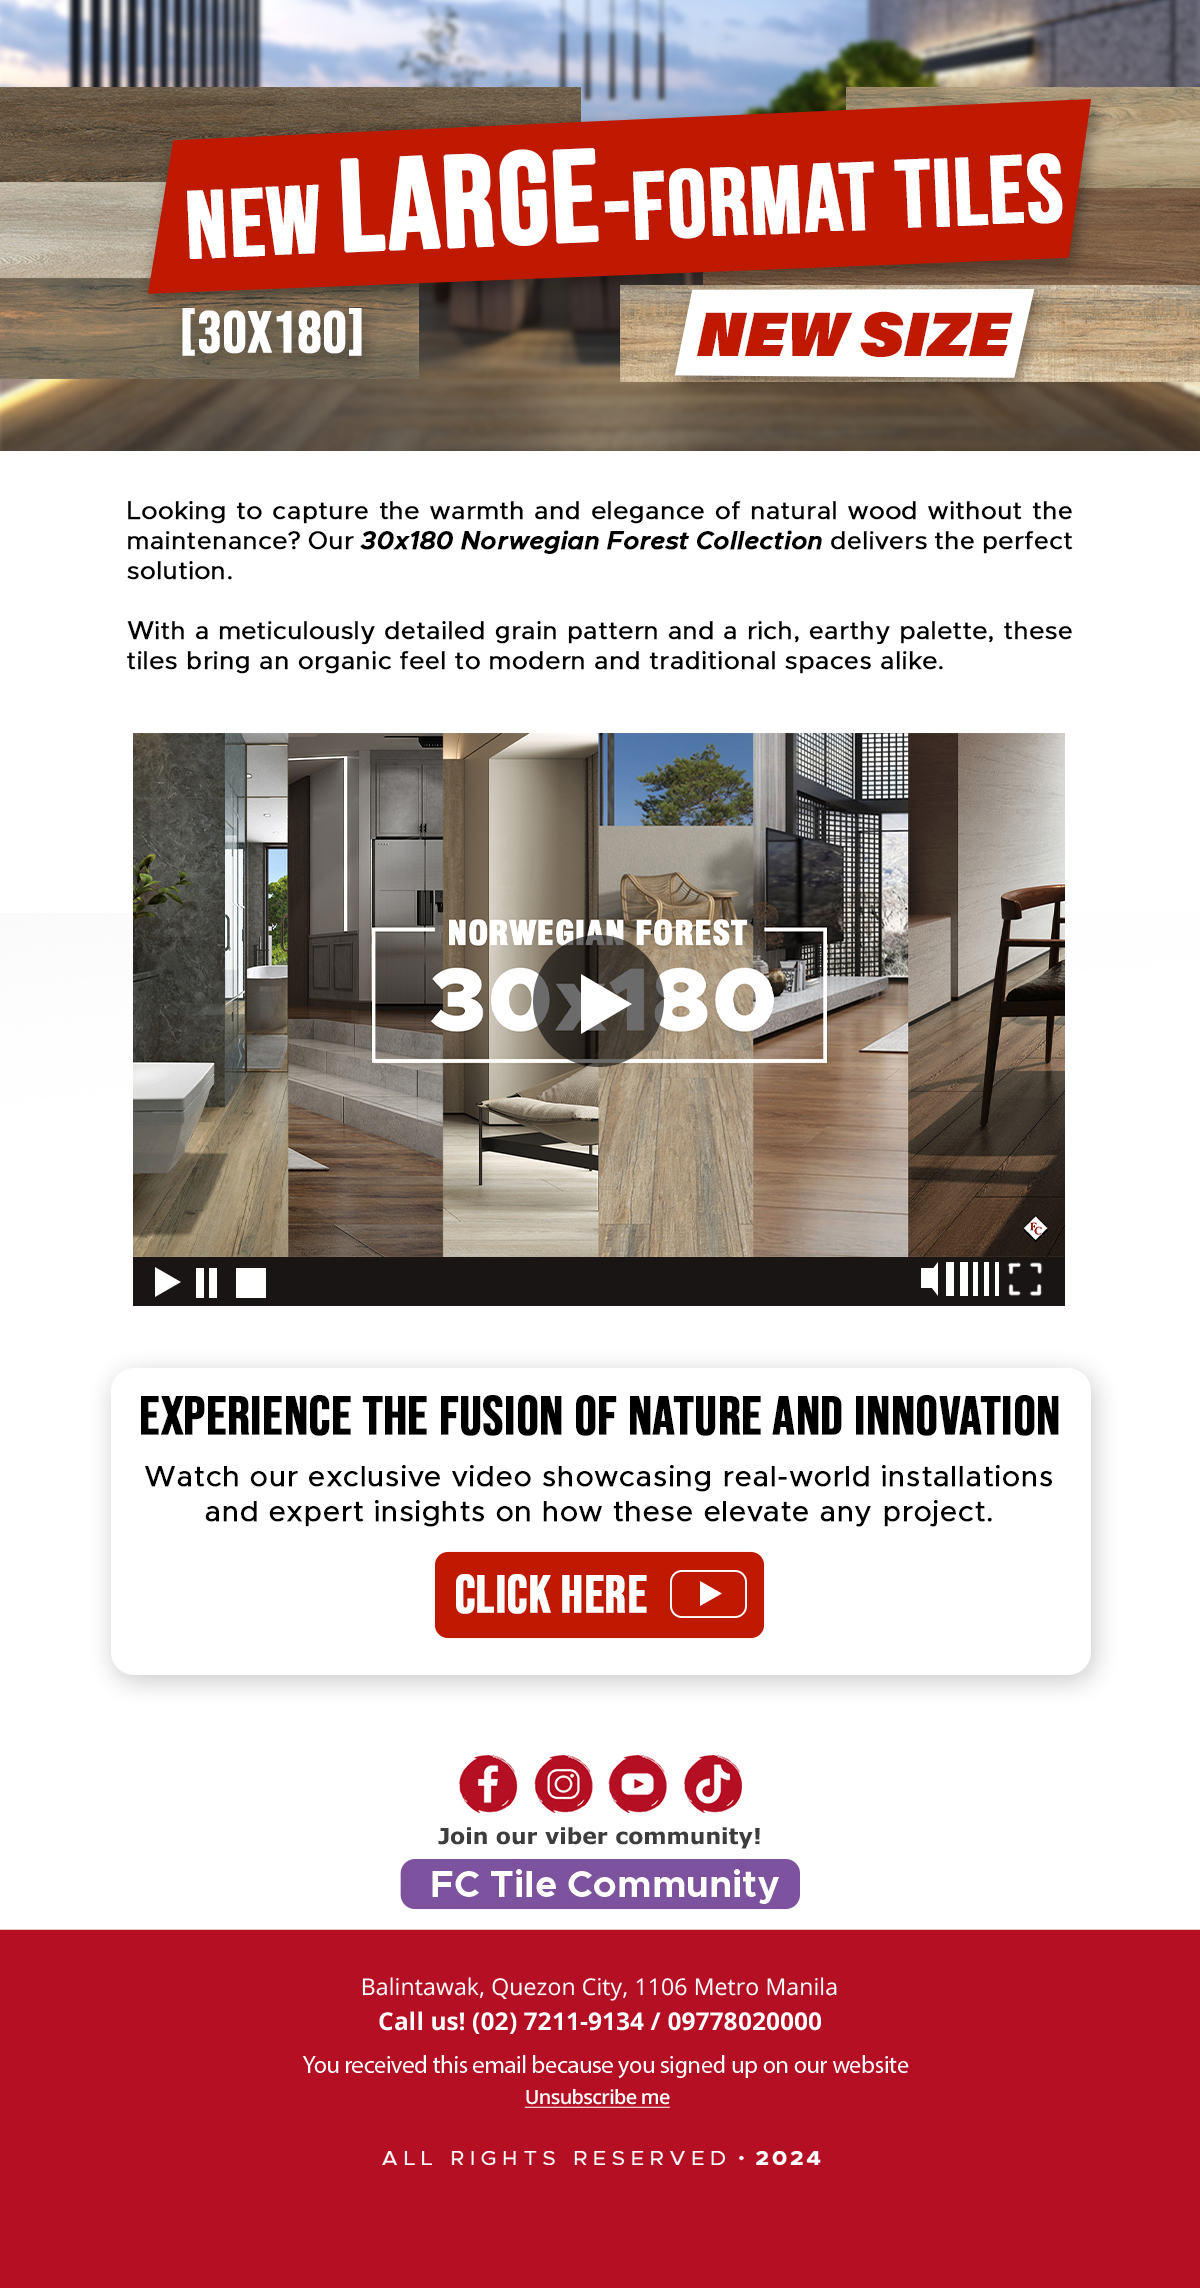 NEW LARGE-FORMAT TILES
[30X180]
NEW SIZE
Looking to capture the warmth and elegance of natural wood without the
maintenance? Our 30x180 Norwegian Forest Collection delivers the perfect
solution.
With a meticulously detailed grain pattern and a rich, earthy palette, these
tiles bring an organic feel to modern and traditional spaces alike.
NORWEGIAN FOREST
30x180
FC
EXPERIENCE THE FUSION OF NATURE AND INNOVATION
Watch our exclusive video showcasing real-world installations
and expert insights on how these elevate any project.
CLICK HERE
Join our viber community!
FC Tile Community
Balintawak, Quezon City, 1106 Metro Manila
Call us! (02) 7211-9134 / 09778020000
You received this email because you signed up on our website
Unsubscribe me
ALL RIGHTS RESERVED • 2024